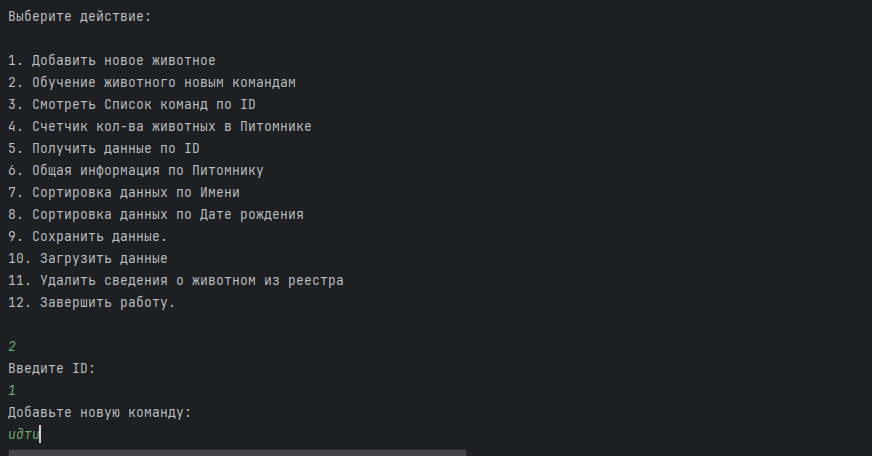 Выберите действие:
1. Добавить новое животное
2. Обучение животного новым командам
3. Смотреть Список команд по ID
4. Счетчик кол-ва животных в Питомнике
5. Получить данные по ID
6. Общая информация по Питомнику
7. Сортировка данных по Имени
8. Сортировка данных по Дате рождения
9. Сохранить данные.
10. Загрузить данные
11. Удалить сведения о животном из реестра
12. Завершить работу.
2
Введите ID:
1
Добавьте новую команду:
идти